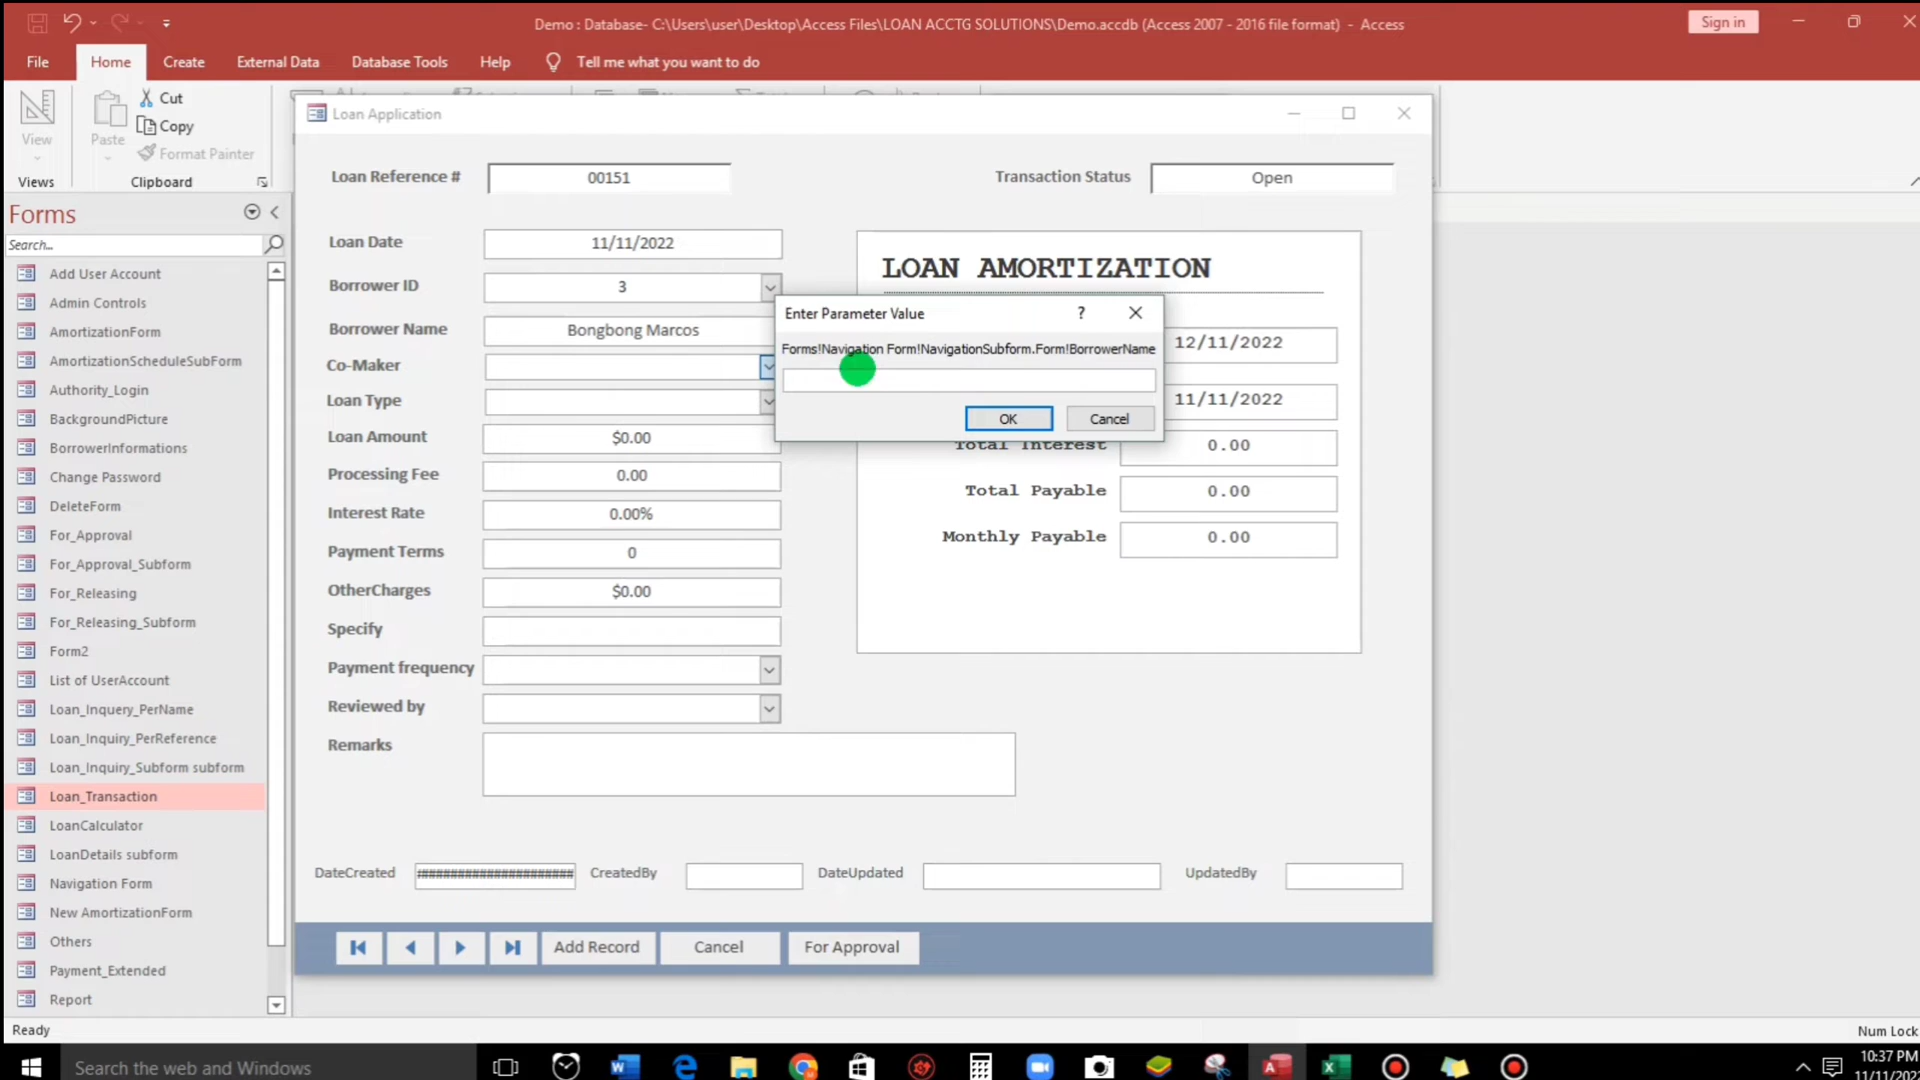 Demo : Database- C:\Users\user\Desktop\Access Files\LOAN ACCTG SOLUTIONS\Demo.accdb (Access 2007 - 2016 file format) - Access
Sign in
File
Home
Create
External Data
Database Tools
Help
Tell me what you want to do
View
Paste
Cut
Copy
Format Painter
Views
Clipboard
Loan Application
Loan Reference #
00151
Transaction Status
Open
Forms
Search...
Add User Account
Admin Controls
AmortizationForm
AmortizationScheduleSubForm
Authority_Login
BackgroundPicture
BorrowerInformations
Change Password
DeleteForm
For_Approval
For_Approval_Subform
For_Releasing
For_Releasing_Subform
Form2
List of UserAccount
Loan_Inquery_PerName
Loan_Inquiry_PerReference
Loan_Inquiry_Subform subform
Loan_Transaction
LoanCalculator
LoanDetails subform
Navigation Form
New AmortizationForm
Others
Payment_Extended
Report
Loan Date
11/11/2022
Borrower ID
3
Borrower Name
Bongbong Marcos
Co-Maker
Loan Type
Loan Amount
$0.00
Processing Fee
0.00
Interest Rate
0.00%
Payment Terms
0
OtherCharges
$0.00
Specify
Payment frequency
Reviewed by
Remarks
LOAN AMORTIZATION
12/11/2022
11/11/2022
Total Interest
0.00
Total Payable
0.00
Monthly Payable
0.00
Enter Parameter Value
?
Forms!Navigation Form!NavigationSubform.Form!BorrowerName
OK
Cancel
DateCreated
######################
CreatedBy
DateUpdated
UpdatedBy
Add Record
Cancel
For Approval
Ready
Num Lock
Search the web and Windows
10:37 PM